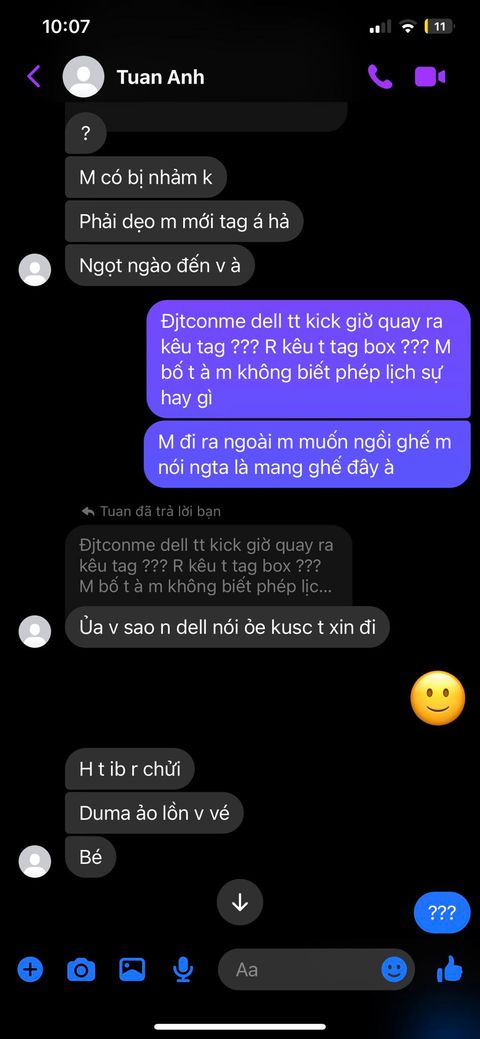 10:07
11
Tuan Anh
?
M có bị nhảm k
Phải dẹo m mới tag á hả
Ngọt ngào đến v à
Đjtconme dell tt kick giờ quay ra
kêu tag ??? R kêu t tag box ??? M
bố t à m không biết phép lịch sự
hay gì
M đi ra ngoài m muốn ngồi ghế m
nói ngta là mang ghế đây à
Tuan đã trả lời bạn
Đjtconme dell tt kick giờ quay ra
kêu tag ??? R kêu t tag box ???
M bố t à m không biết phép lịc...
Ủa v sao n dell nói ỏe kusc t xin đi
H t ib r chửi
Duma ảo lồn v vé
Bé
???
Aa